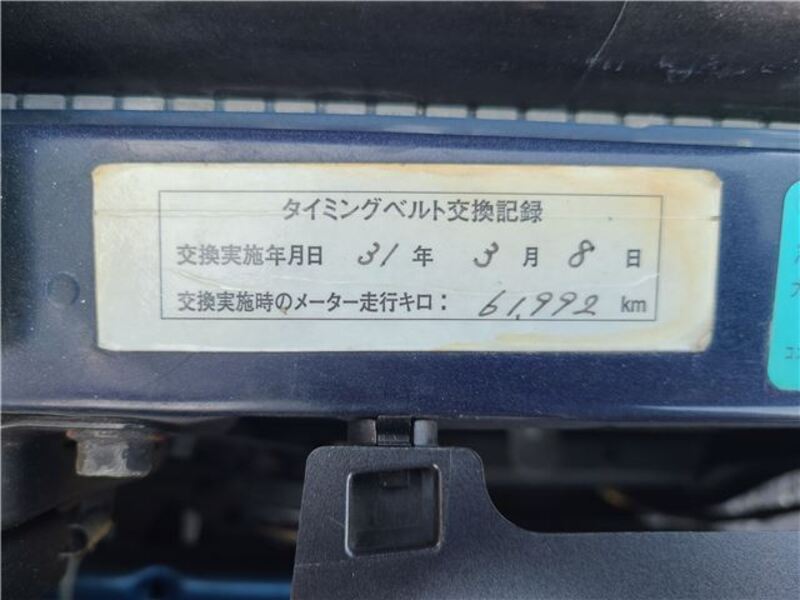 タイミングベルト交換記録
交換実施年月日 31年 3月 8日
交換実施時のメーター走行キロ: 61,992 km